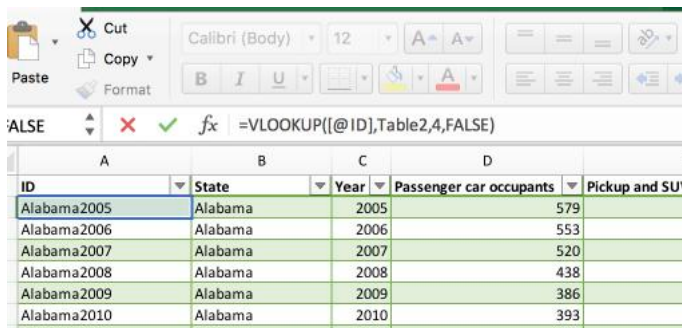 Cut
Calibri (Body) 12 A A
Copy
Paste
Format
B I U A
FALSE fx =VLOOKUP([@ID],Table2,4,FALSE)
A B C D
ID State Year Passenger car occupants Pickup and SU
Alabama2005 Alabama 2005 579
Alabama2006 Alabama 2006 553
Alabama2007 Alabama 2007 520
Alabama2008 Alabama 2008 438
Alabama2009 Alabama 2009 386
Alabama2010 Alabama 2010 393